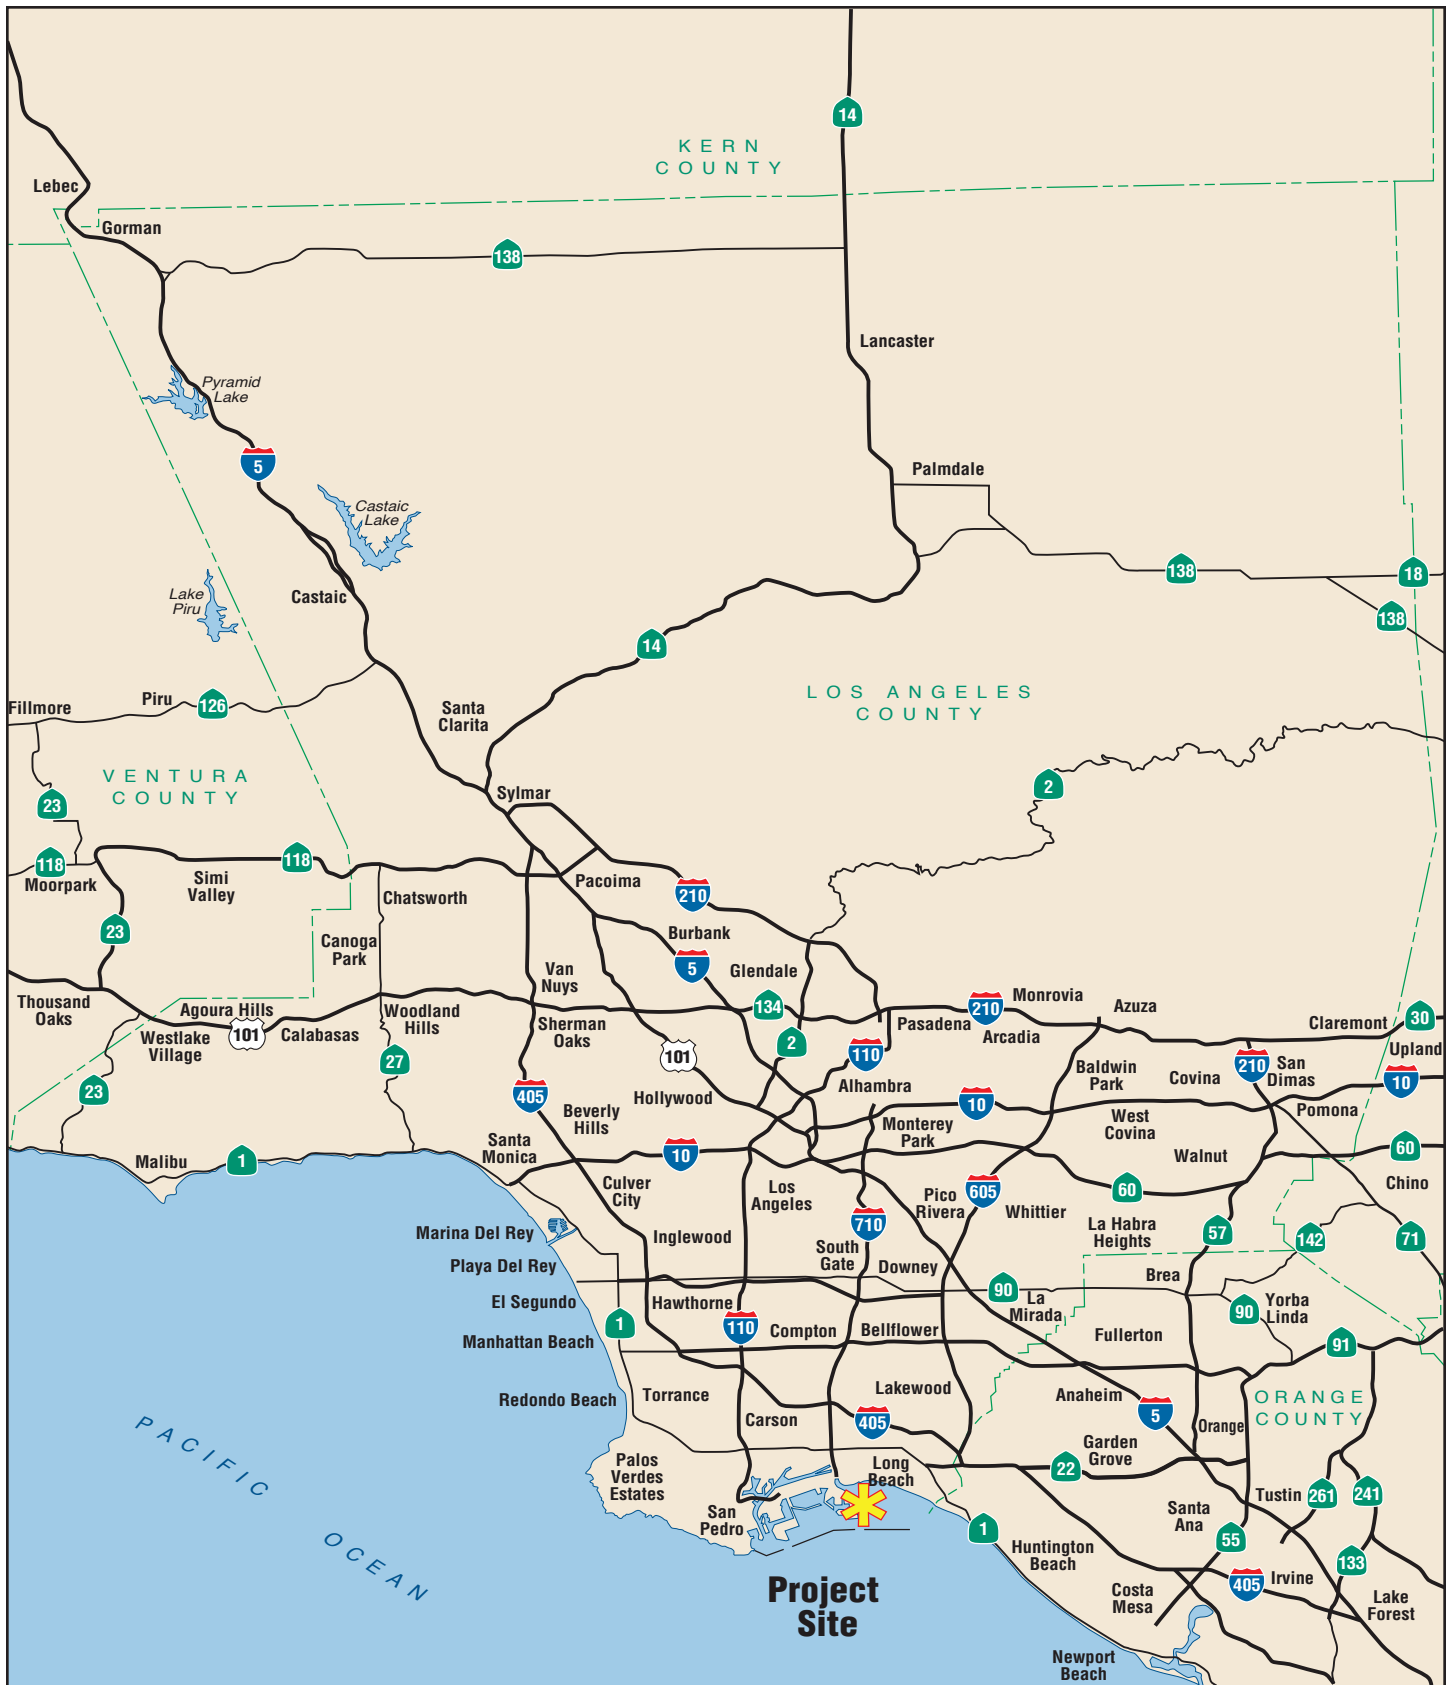 14
KERN
COUNTY
Lebec
Gorman
138
Lancaster
Pyramid
Lake
5
Palmdale
Castaic
Lake
138
18
Lake
Piru
Castaic
138
14
LOS ANGELES
COUNTY
Fillmore
Piru
126
Santa
Clarita
VENTURA
COUNTY
2
Sylmar
23
118
Moorpark
118
Simi
Valley
Chatsworth
Pacoima
210
23
Canoga
Park
Burbank
5
Glendale
Van
Nuys
Thousand
Oaks
Agoura Hills
Westlake
Village
101
Calabasas
Woodland
Hills
Sherman
Oaks
134
210
Monrovia
Azuza
Pasadena
Arcadia
Claremont
30
Upland
2
101
110
27
23
405
Alhambra
Baldwin
Park
Covina
210
San
Dimas
10
Hollywood
Beverly
Hills
10
Monterey
Park
West
Covina
Pomona
Santa
Monica
10
Walnut
60
Malibu
1
Culver
City
Los
Angeles
Pico
Rivera
605
Whittier
60
Chino
Marina Del Rey
Inglewood
710
South
Gate
La Habra
Heights
57
142
71
Playa Del Rey
Downey
Brea
El Segundo
Hawthorne
90
La
Mirada
90
Yorba
Linda
Manhattan Beach
1
110
Compton
Bellflower
Fullerton
91
Redondo Beach
Torrance
Lakewood
Anaheim
5
ORANGE
COUNTY
Carson
405
Orange
Garden
Grove
PACIFIC
OCEAN
Palos
Verdes
Estates
Long
Beach
22
San
Pedro
Santa
Ana
Tustin
261
241
1
Huntington
Beach
55
133
Project
Site
Costa
Mesa
405
Irvine
Lake
Forest
Newport
Beach